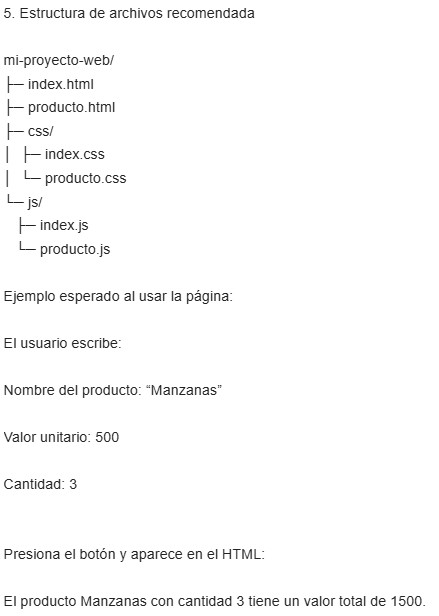 5. Estructura de archivos recomendada
mi-proyecto-web/
├─ index.html
├─ producto.html
├─ css/
│  ├─ index.css
│  └─ producto.css
└─ js/
   ├─ index.js
   └─ producto.js
Ejemplo esperado al usar la página:
El usuario escribe:
Nombre del producto: “Manzanas”
Valor unitario: 500
Cantidad: 3
Presiona el botón y aparece en el HTML:
El producto Manzanas con cantidad 3 tiene un valor total de 1500.